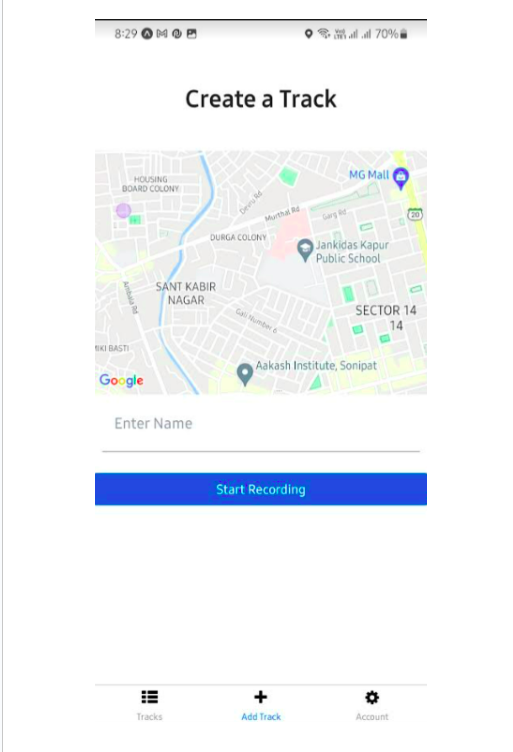 8:29
70%
Create a Track
HOUSING
BOARD COLONY
MG Mall
Devru Rd
Murthal Rd
Garg Rd
20
DURGA COLONY
Jankidas Kapur
Public School
Ambala Rd
SANT KABIR
NAGAR
Gali Number 6
SECTOR 14
14
IKI BASTI
Aakash Institute, Sonipat
Google
Enter Name
Start Recording
Tracks
Add Track
Account